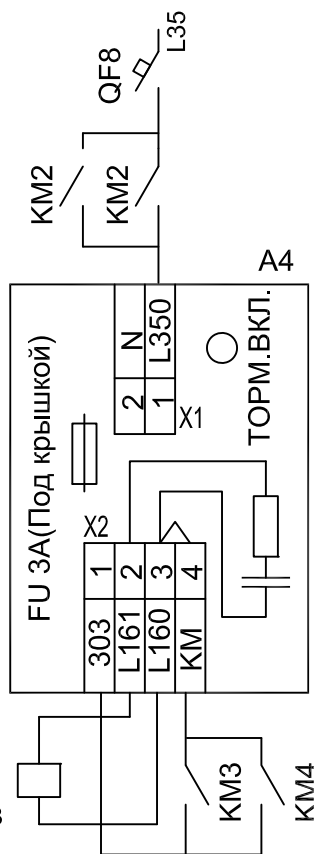 L35
QF8
KM2
KM2
A4
FU 3A(Под крышкой)
2 N
1 L350
X1
ТОРМ.ВКЛ.
X2
303 1
L161 2
L160 3
KM 4
KM3
KM4